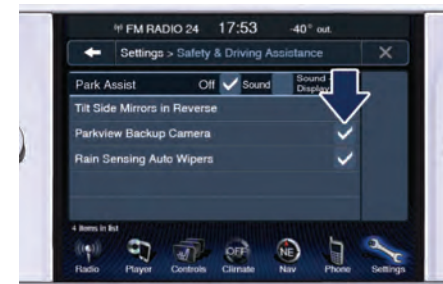 FM RADIO 24 17:53 -40° out.
Settings > Safety & Driving Assistance
Park Assist Off Sound Sound + Display
Tilt Side Mirrors in Reverse
Parkview Backup Camera
Rain Sensing Auto Wipers
4 items in list
Radio Player Controls OFF Climate NE Nav Phone Settings